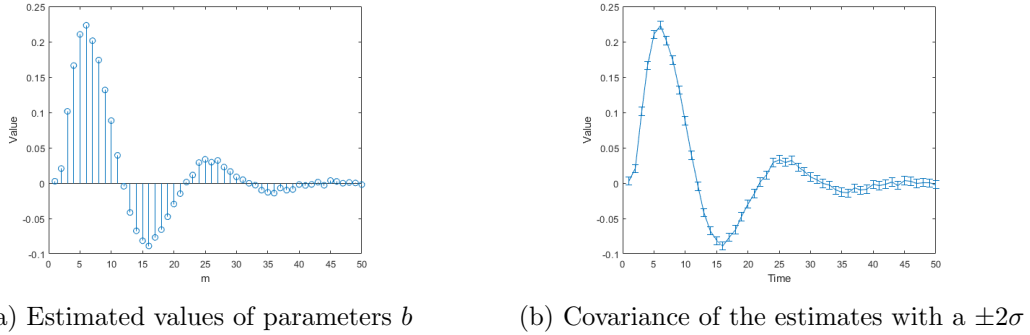 0.25
0.2
0.15
0.1
0.05
0
-0.05
-0.1
Value
0 5 10 15 20 25 30 35 40 45 50
m
0.25
0.2
0.15
0.1
0.05
0
-0.05
-0.1
Value
0 5 10 15 20 25 30 35 40 45 50
Time
a) Estimated values of parameters b
(b) Covariance of the estimates with a ±2σ